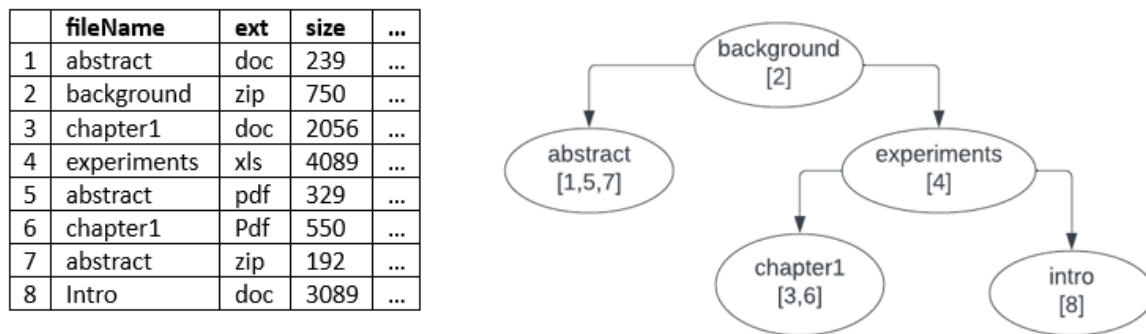 fileName ext size ...
1 abstract doc 239 ...
2 background zip 750 ...
3 chapter1 doc 2056 ...
4 experiments xls 4089 ...
5 abstract pdf 329 ...
6 chapter1 Pdf 550 ...
7 abstract zip 192 ...
8 Intro doc 3089 ...
background
[2]
abstract
[1,5,7]
experiments
[4]
chapter1
[3,6]
intro
[8]